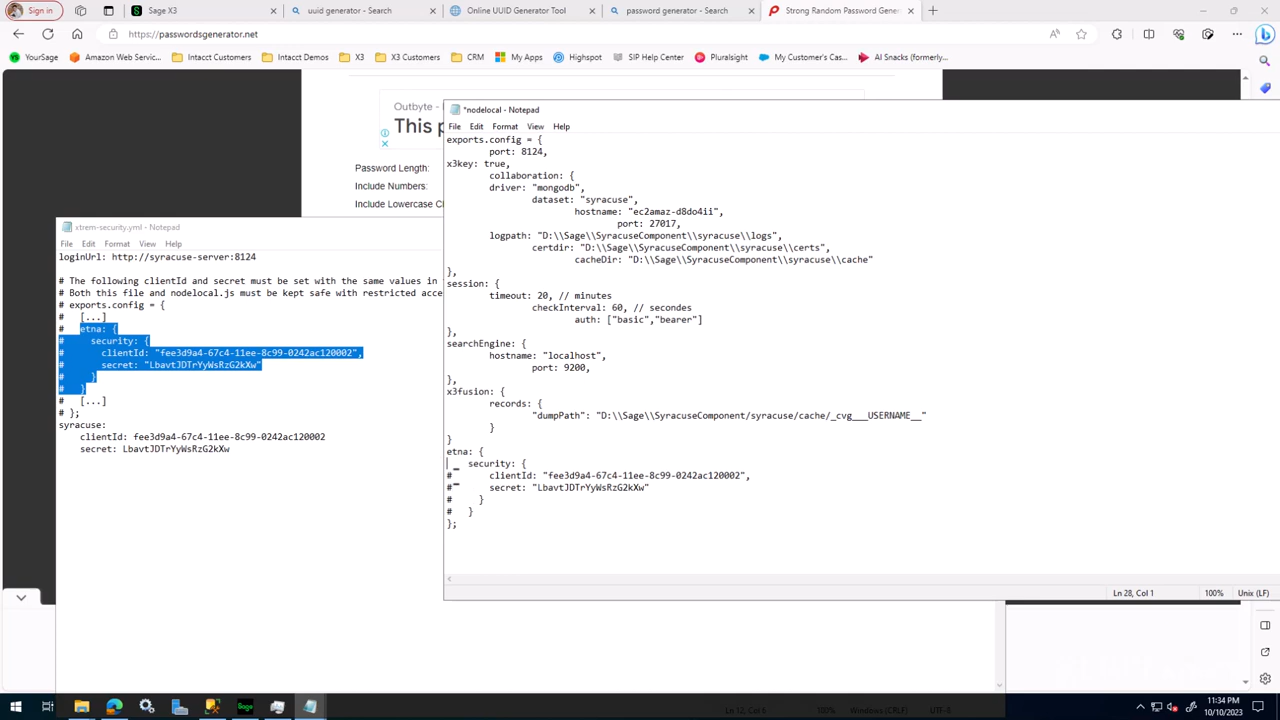 Sign in
Sage X3
uuid generator - Search
Online UUID Generator Tool
password generator - Search
Strong Random Password Gener
https://passwordsgenerator.net
YourSage
Amazon Web Servic...
Intacct Customers
Intacct Demos
X3
X3 Customers
CRM
My Apps
Highspot
SIP Help Center
Pluralsight
My Customer's Cas...
AI Snacks (formerly...
Outbyte -
This p
Password Length:
Include Numbers:
Include Lowercase C
xtrem-security.yml - Notepad
File Edit Format View Help
loginUrl: http://syracuse-server:8124
# The following clientId and secret must be set with the same values in
# Both this file and nodelocal.js must be kept safe with restricted acce
# exports.config = {
# [...]
# etna: {
# security: {
# clientId: "fee3d9a4-67c4-11ee-8c99-0242ac120002",
# secret: "LbavtJDTrYyWsRzG2kXw"
# }
# }
# [...]
# };
syracuse:
clientId: fee3d9a4-67c4-11ee-8c99-0242ac120002
secret: LbavtJDTrYyWsRzG2kXw
*nodelocal - Notepad
File Edit Format View Help
exports.config = {
port: 8124,
x3key: true,
collaboration: {
driver: "mongodb",
dataset: "syracuse",
hostname: "ec2amaz-d8do4ii",
port: 27017,
logpath: "D:\\Sage\\SyracuseComponent\\syracuse\\logs",
certdir: "D:\\Sage\\SyracuseComponent\\syracuse\\certs",
cacheDir: "D:\\Sage\\SyracuseComponent\\syracuse\\cache"
},
session: {
timeout: 20, // minutes
checkInterval: 60, // secondes
auth: ["basic","bearer"]
},
searchEngine: {
hostname: "localhost",
port: 9200,
},
x3fusion: {
records: {
"dumpPath": "D:\\Sage\\SyracuseComponent/syracuse/cache/_cvg___USERNAME__"
}
}
etna: {
security: {
# clientId: "fee3d9a4-67c4-11ee-8c99-0242ac120002",
# secret: "LbavtJDTrYyWsRzG2kXw"
# }
# }
};
Ln 28, Col 1
100%
Unix (LF)
Ln 12, Col 6
100%
Windows (CRLF)
UTF-8
Sage
11:34 PM
10/10/2023